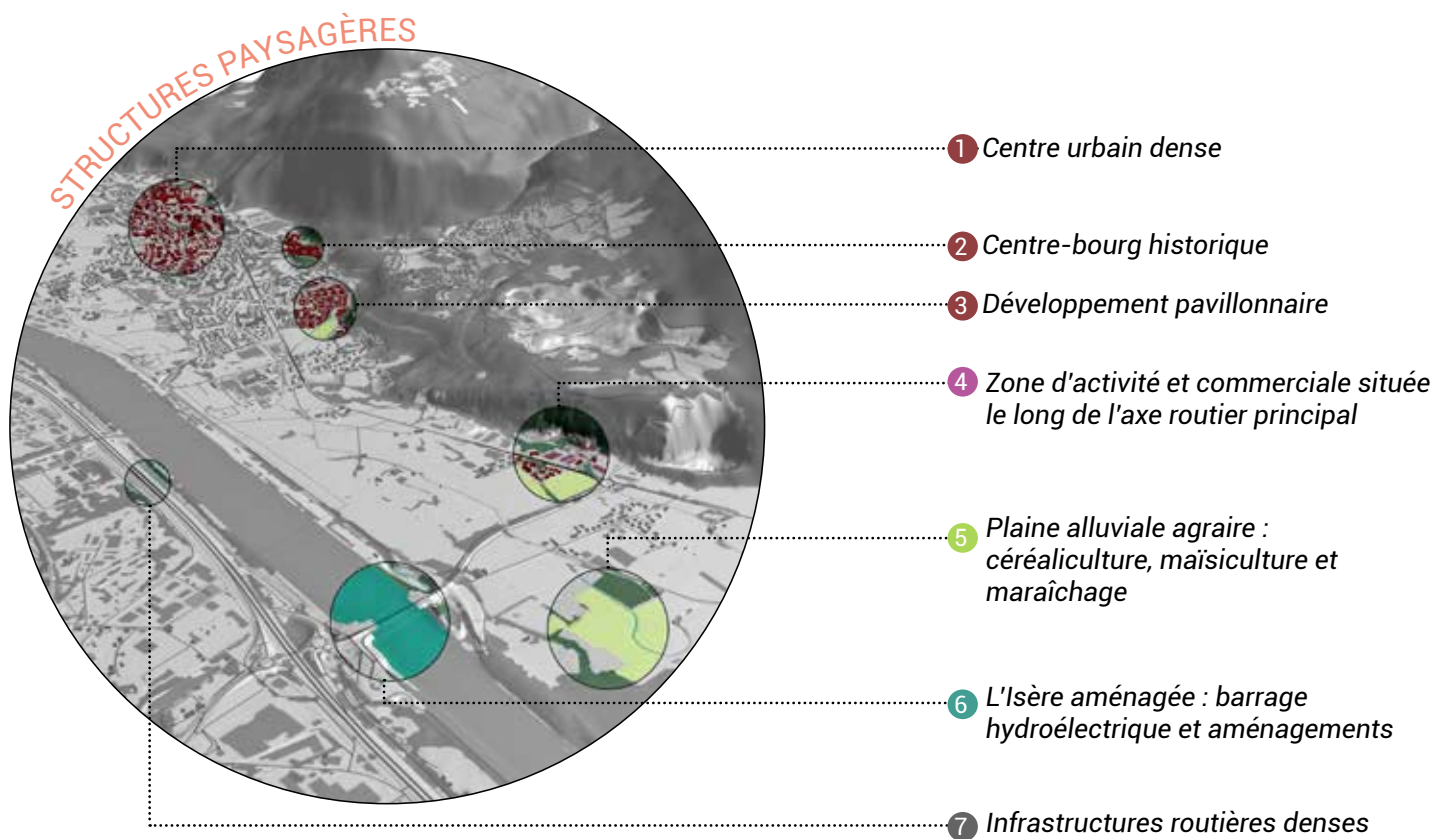 STRUCTURES PAYSAGÈRES
1 Centre urbain dense
2 Centre-bourg historique
3 Développement pavillonnaire
4 Zone d'activité et commerciale située
le long de l'axe routier principal
5 Plaine alluviale agraire :
céréaliculture, maïsiculture et
maraîchage
6 L'Isère aménagée : barrage
hydroélectrique et aménagements
7 Infrastructures routières denses